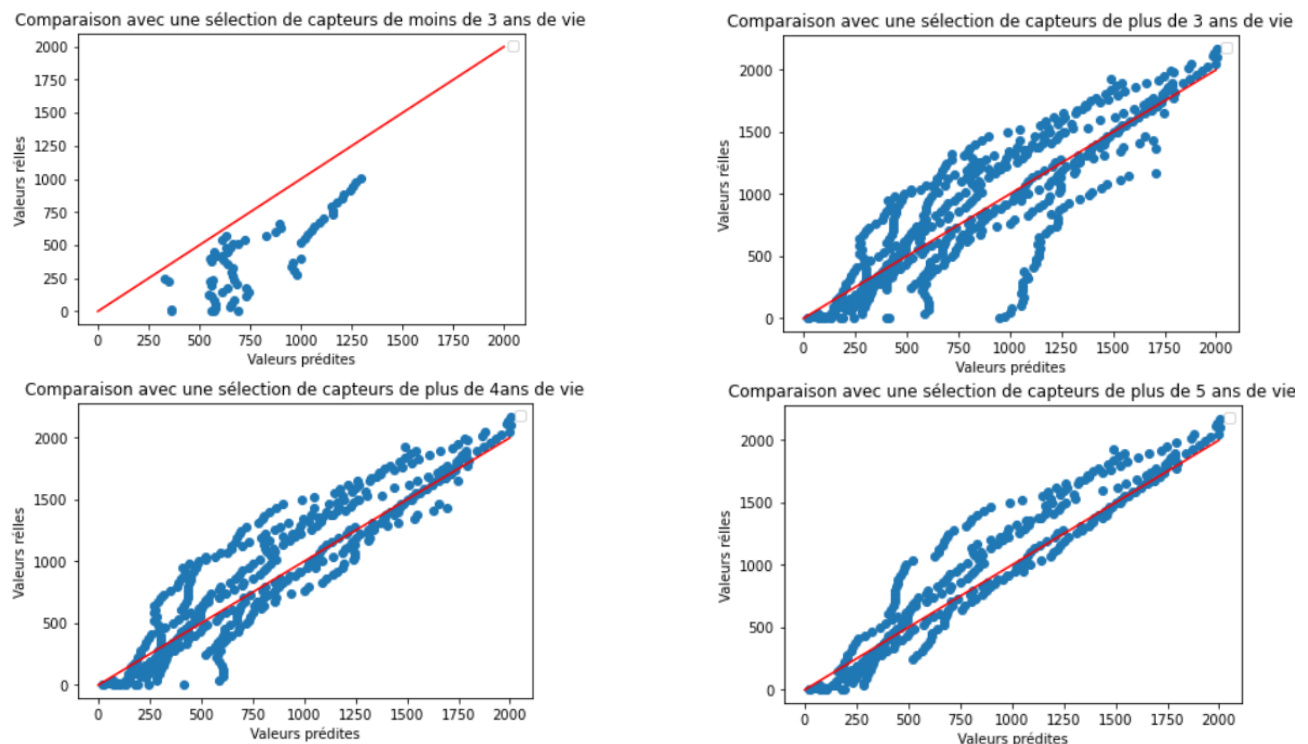 Comparaison avec une sélection de capteurs de moins de 3 ans de vie
2000
1750
1500
1250
1000
750
500
250
0
Valeurs rélles
0 250 500 750 1000 1250 1500 1750 2000
Valeurs prédites
Comparaison avec une sélection de capteurs de plus de 3 ans de vie
2000
1500
1000
500
0
Valeurs rélles
0 250 500 750 1000 1250 1500 1750 2000
Valeurs prédites
Comparaison avec une sélection de capteurs de plus de 4ans de vie
2000
1500
1000
500
0
Valeurs rélles
0 250 500 750 1000 1250 1500 1750 2000
Valeurs prédites
Comparaison avec une sélection de capteurs de plus de 5 ans de vie
2000
1500
1000
500
0
Valeurs rélles
0 250 500 750 1000 1250 1500 1750 2000
Valeurs prédites